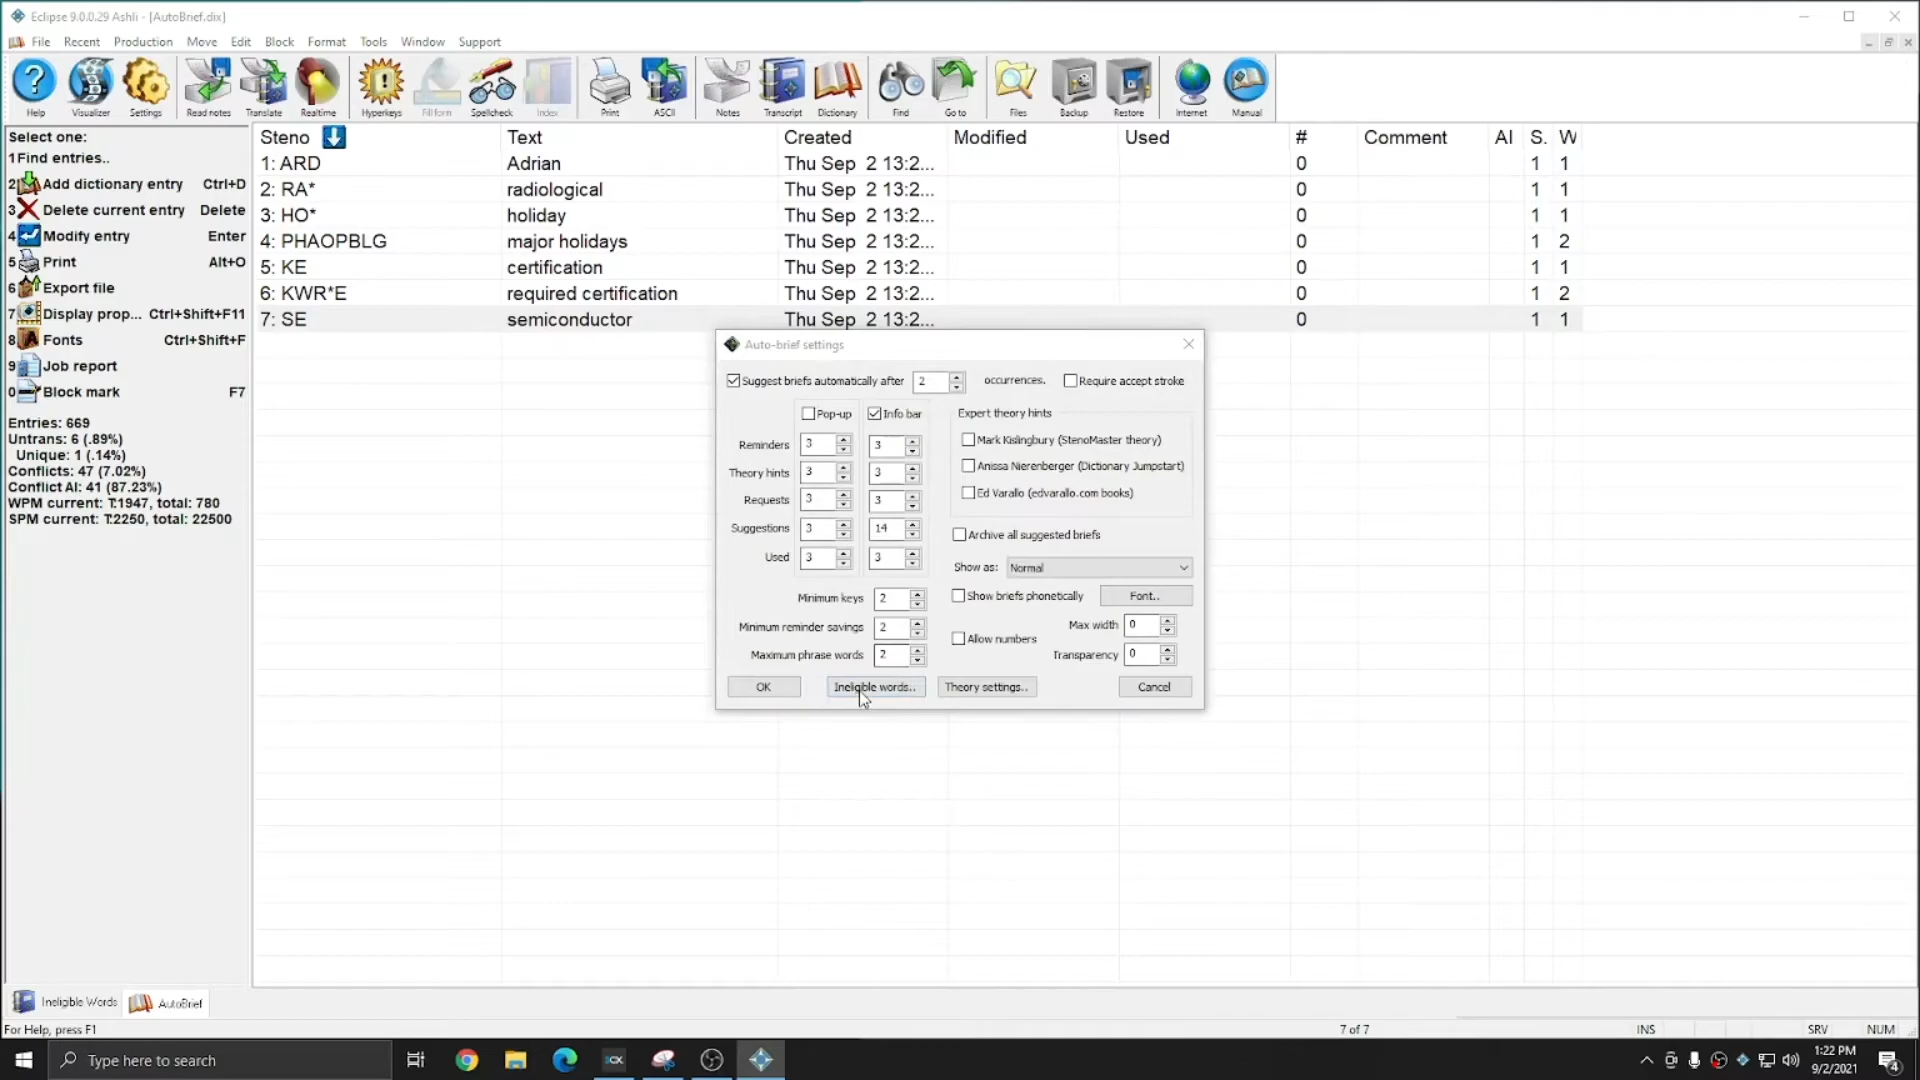 Eclipse 9.0.0.29 Ashli - [AutoBrief.dix]
File Recent Production Move Edit Block Format Tools Window Support
Help Visualizer Settings Read notes Translate Realtime Hyperkeys Fill form Spellcheck Index Print ASCII Notes Transcript Dictionary Find Go to Files Backup Restore Internet Manual
Select one:
1Find entries..
2 Add dictionary entry Ctrl+D
3 Delete current entry Delete
4 Modify entry Enter
5 Print Alt+O
6 Export file
7 Display prop... Ctrl+Shift+F11
8 Fonts Ctrl+Shift+F
9 Job report
0 Block mark F7
Entries: 669
Untrans: 6 (.89%)
Unique: 1 (.14%)
Conflicts: 47 (7.02%)
Conflict AI: 41 (87.23%)
WPM current: T:1947, total: 780
SPM current: T:2250, total: 22500
Steno Text Created Modified Used # Comment AI S. W
1: ARD Adrian Thu Sep 2 13:2... 0 1 1
2: RA* radiological Thu Sep 2 13:2... 0 1 1
3: HO* holiday Thu Sep 2 13:2... 0 1 1
4: PHAOPBLG major holidays Thu Sep 2 13:2... 0 1 2
5: KE certification Thu Sep 2 13:2... 0 1 1
6: KWR*E required certification Thu Sep 2 13:2... 0 1 2
7: SE semiconductor Thu Sep 2 13:2... 0 1 1
Auto-brief settings
Suggest briefs automatically after 2 occurrences. Require accept stroke
Pop-up Info bar Expert theory hints
Reminders 3 3 Mark Kislingbury (StenoMaster theory)
Theory hints 3 3 Anissa Nierenberger (Dictionary Jumpstart)
Requests 3 3 Ed Varallo (edvarallo.com books)
Suggestions 3 14 Archive all suggested briefs
Used 3 3 Show as: Normal
Minimum keys 2 Show briefs phonetically Font..
Minimum reminder savings 2 Allow numbers Max width 0
Maximum phrase words 2 Transparency 0
OK Ineligible words.. Theory settings.. Cancel
Ineligible Words AutoBrief
For Help, press F1 7 of 7 INS SRV NUM
Type here to search
1:22 PM
9/2/2021
4